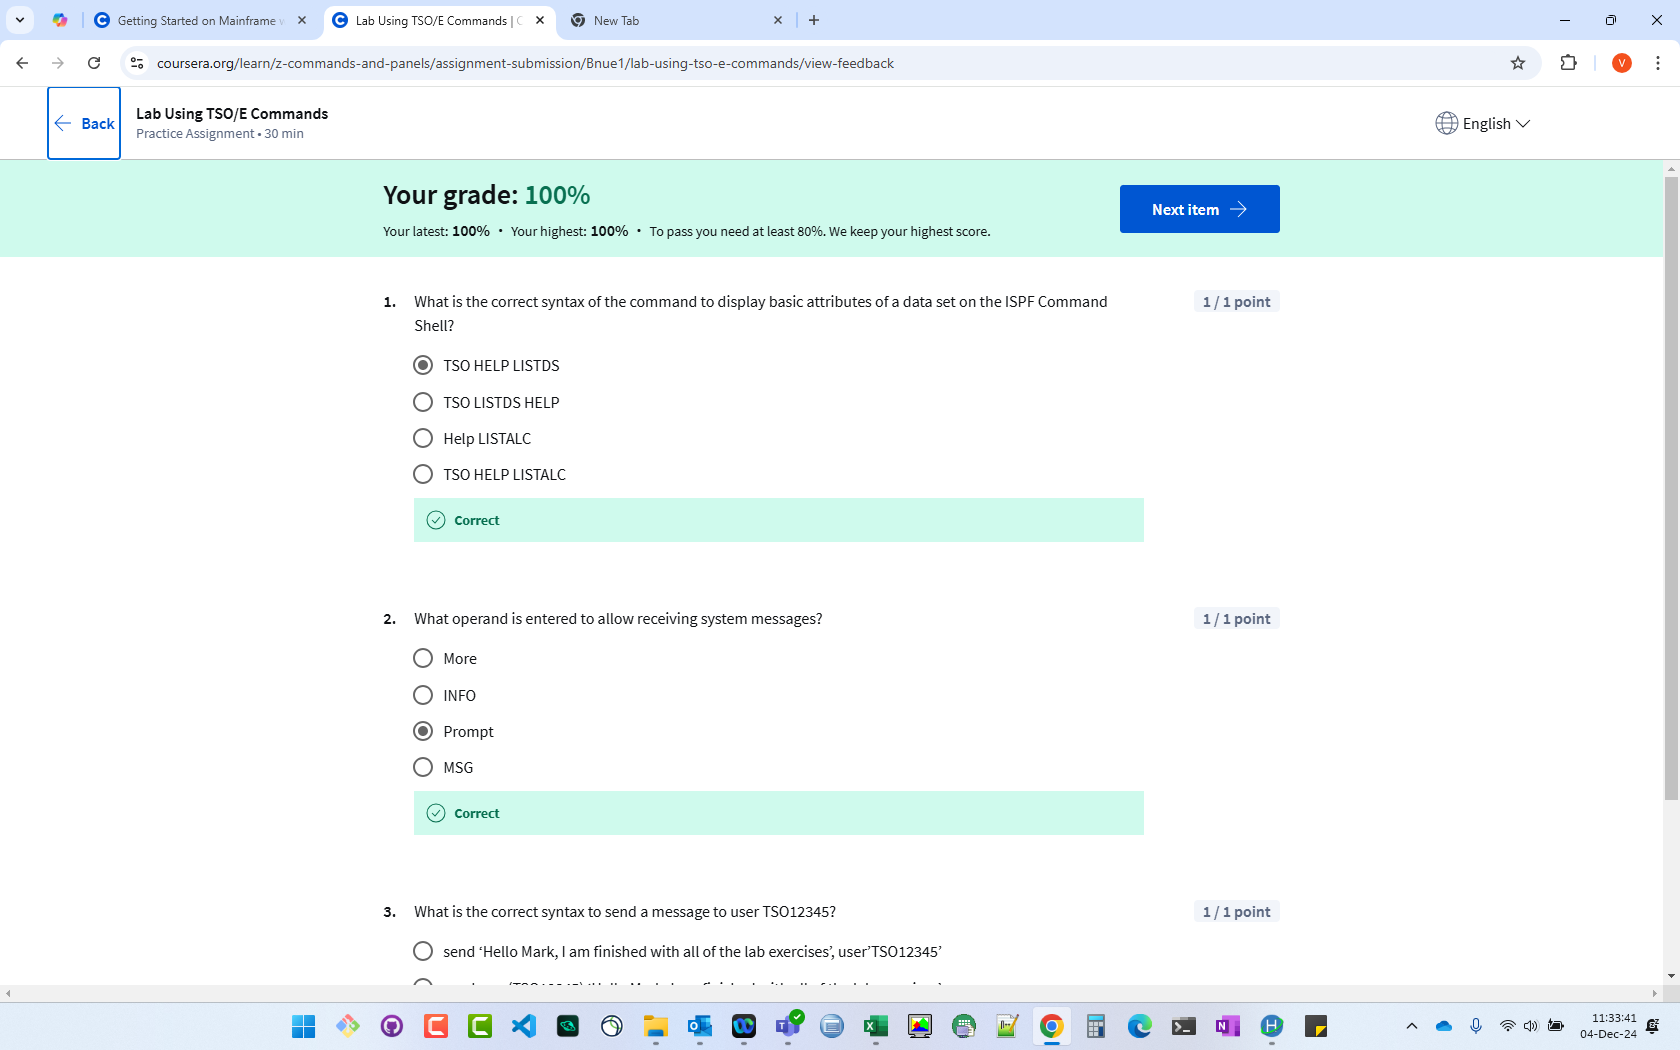 Getting Started on Mainframe
Lab Using TSO/E Commands |
New Tab
coursera.org/learn/z-commands-and-panels/assignment-submission/Bnue1/lab-using-tso-e-commands/view-feedback
V
Back
Lab Using TSO/E Commands
Practice Assignment • 30 min
English
Your grade: 100%
Your latest: 100% • Your highest: 100% • To pass you need at least 80%. We keep your highest score.
Next item
1. What is the correct syntax of the command to display basic attributes of a data set on the ISPF Command
Shell?
1 / 1 point
TSO HELP LISTDS
TSO LISTDS HELP
Help LISTALC
TSO HELP LISTALC
Correct
2. What operand is entered to allow receiving system messages?
1 / 1 point
More
INFO
Prompt
MSG
Correct
3. What is the correct syntax to send a message to user TSO12345?
1 / 1 point
send ‘Hello Mark, I am finished with all of the lab exercises’, user’TSO12345’
11:33:41
04-Dec-24